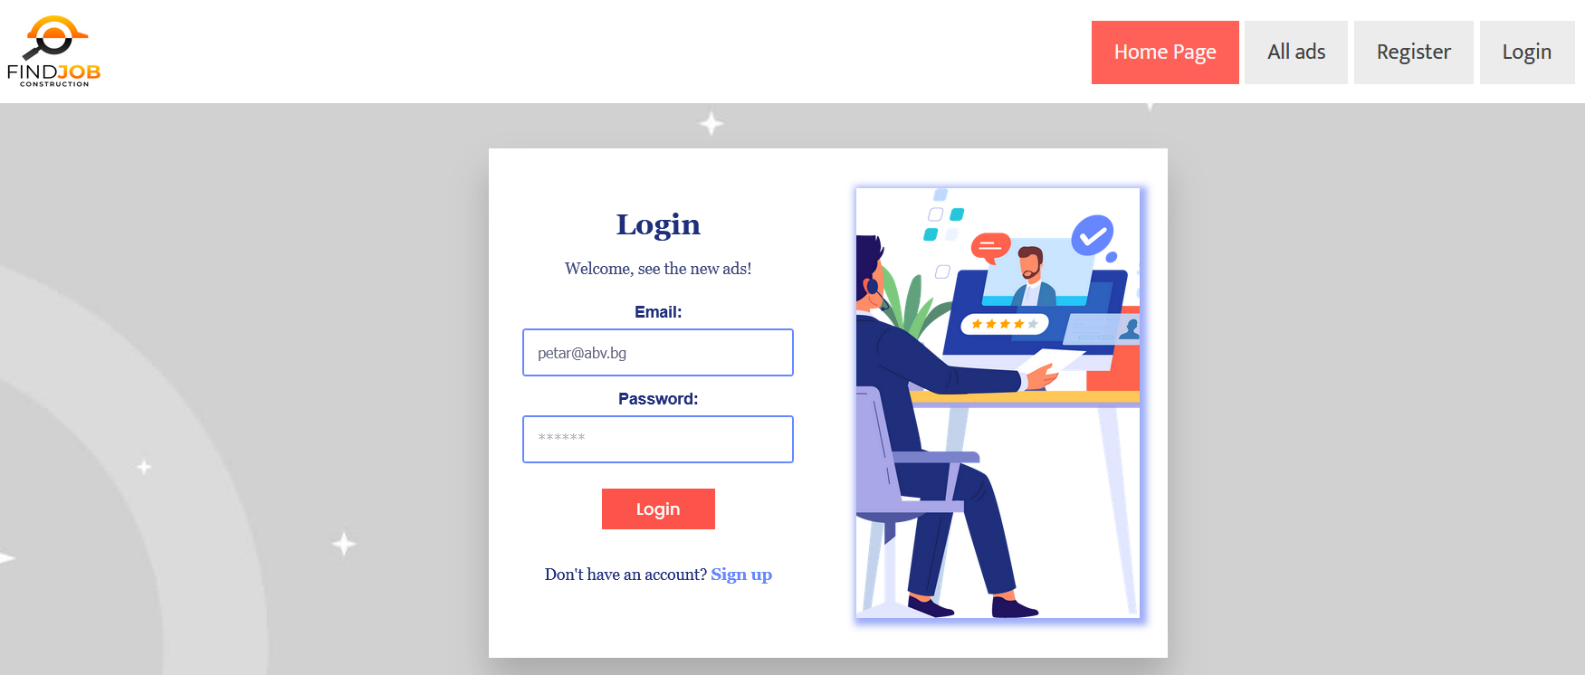 FINDJOB
CONSTRUCTION
Home Page
All ads
Register
Login
Login
Welcome, see the new ads!
Email:
petar@abv.bg
Password:
******
Login
Don't have an account? Sign up